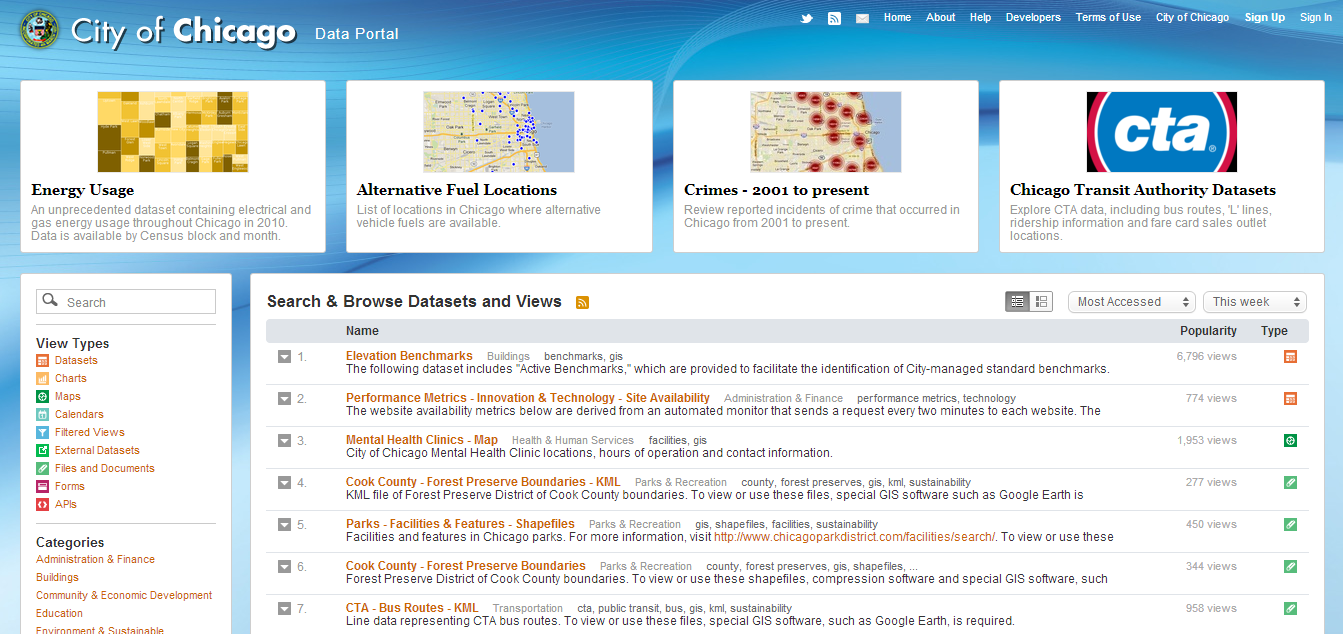 City of Chicago Data Portal
Home About Help Developers Terms of Use City of Chicago Sign Up Sign In
cta
Energy Usage
An unprecedented dataset containing electrical and
gas energy usage throughout Chicago in 2010.
Data is available by Census block and month.
Alternative Fuel Locations
List of locations in Chicago where alternative
vehicle fuels are available.
Crimes - 2001 to present
Review reported incidents of crime that occurred in
Chicago from 2001 to present.
Chicago Transit Authority Datasets
Explore CTA data, including bus routes, 'L' lines,
ridership information and fare card sales outlet
locations.
Search
View Types
Datasets
Charts
Maps
Calendars
Filtered Views
External Datasets
Files and Documents
Forms
APIs
Categories
Administration & Finance
Buildings
Community & Economic Development
Education
Environment & Sustainable
Search & Browse Datasets and Views
Most Accessed This week
Name Popularity Type
1. Elevation Benchmarks Buildings benchmarks, gis 6,796 views
The following dataset includes "Active Benchmarks," which are provided to facilitate the identification of City-managed standard benchmarks.
2. Performance Metrics - Innovation & Technology - Site Availability Administration & Finance performance metrics, technology 774 views
The website availability metrics below are derived from an automated monitor that sends a request every two minutes to each website. The
3. Mental Health Clinics - Map Health & Human Services facilities, gis 1,953 views
City of Chicago Mental Health Clinic locations, hours of operation and contact information.
4. Cook County - Forest Preserve Boundaries - KML Parks & Recreation county, forest preserves, gis, kml, sustainability 277 views
KML file of Forest Preserve District of Cook County boundaries. To view or use these files, special GIS software such as Google Earth is
5. Parks - Facilities & Features - Shapefiles Parks & Recreation gis, shapefiles, facilities, sustainability 450 views
Facilities and features in Chicago parks. For more information, visit http://www.chicagoparkdistrict.com/facilities/search/. To view or use these
6. Cook County - Forest Preserve Boundaries Parks & Recreation county, forest preserves, gis, shapefiles, ... 344 views
Forest Preserve District of Cook County boundaries. To view or use these shapefiles, compression software and special GIS software, such
7. CTA - Bus Routes - KML Transportation cta, public transit, bus, gis, kml, sustainability 958 views
Line data representing CTA bus routes. To view or use these files, special GIS software, such as Google Earth, is required.